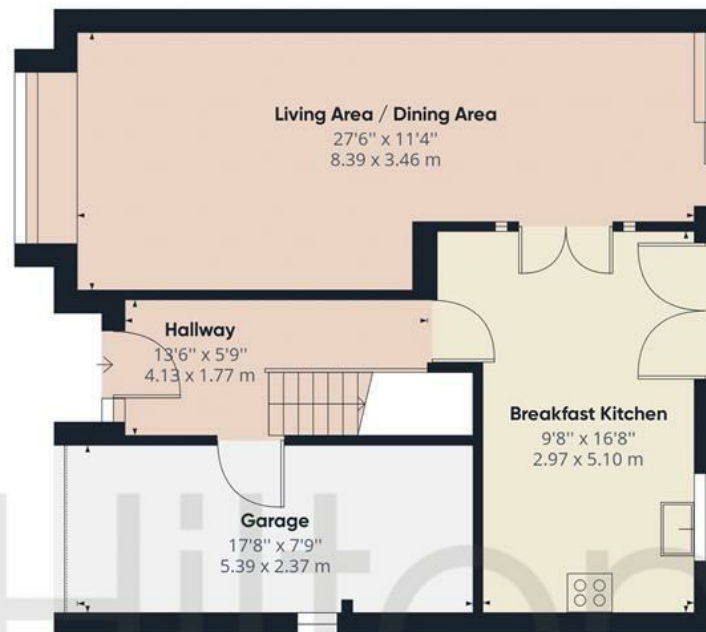 Living Area / Dining Area
27'6" x 11'4"
8.39 x 3.46 m
Hallway
13'6" x 5'9"
4.13 x 1.77 m
Breakfast Kitchen
9'8" x 16'8"
2.97 x 5.10 m
Garage
17'8" x 7'9"
5.39 x 2.37 m
Hilton